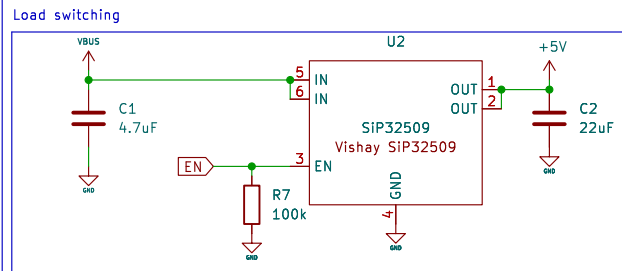 Load switching
VBUS
U2
+5V
5 IN
6 IN
OUT 1
OUT 2
C1
4.7uF
C2
22uF
SiP32509
Vishay SiP32509
EN
3 EN
GND
4
R7
100k
GND
GND
GND
GND